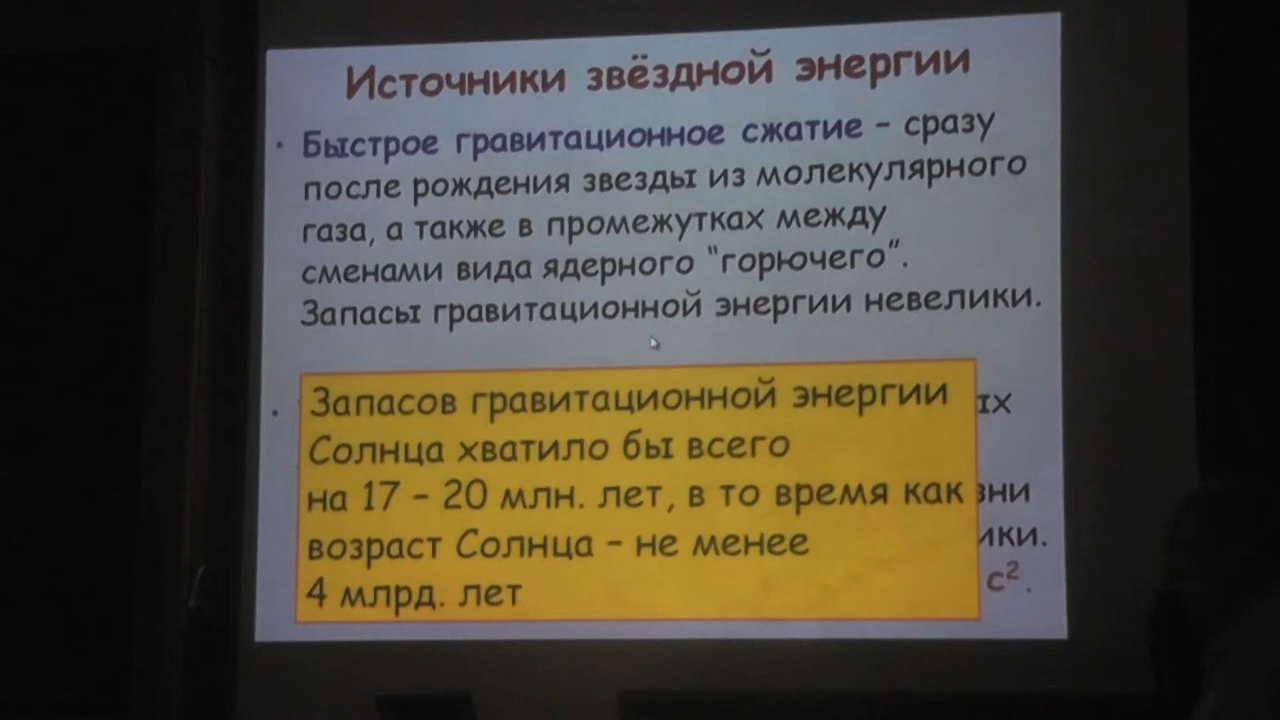 Источники звёздной энергии
• Быстрое гравитационное сжатие – сразу
после рождения звезды из молекулярного
газа, а также в промежутках между
сменами вида ядерного "горючего".
Запасы гравитационной энергии невелики.
• Запасов гравитационной энергии
Солнца хватило бы всего
на 17 – 20 млн. лет, в то время как
возраст Солнца – не менее
4 млрд. лет
с².